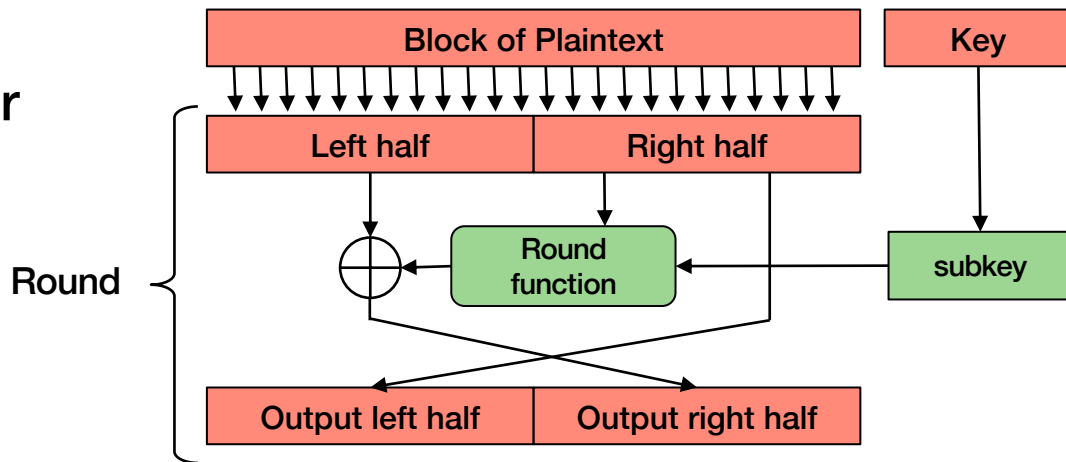 Block of Plaintext
Key
r
Left half
Right half
Round
Round
function
subkey
Output left half
Output right half